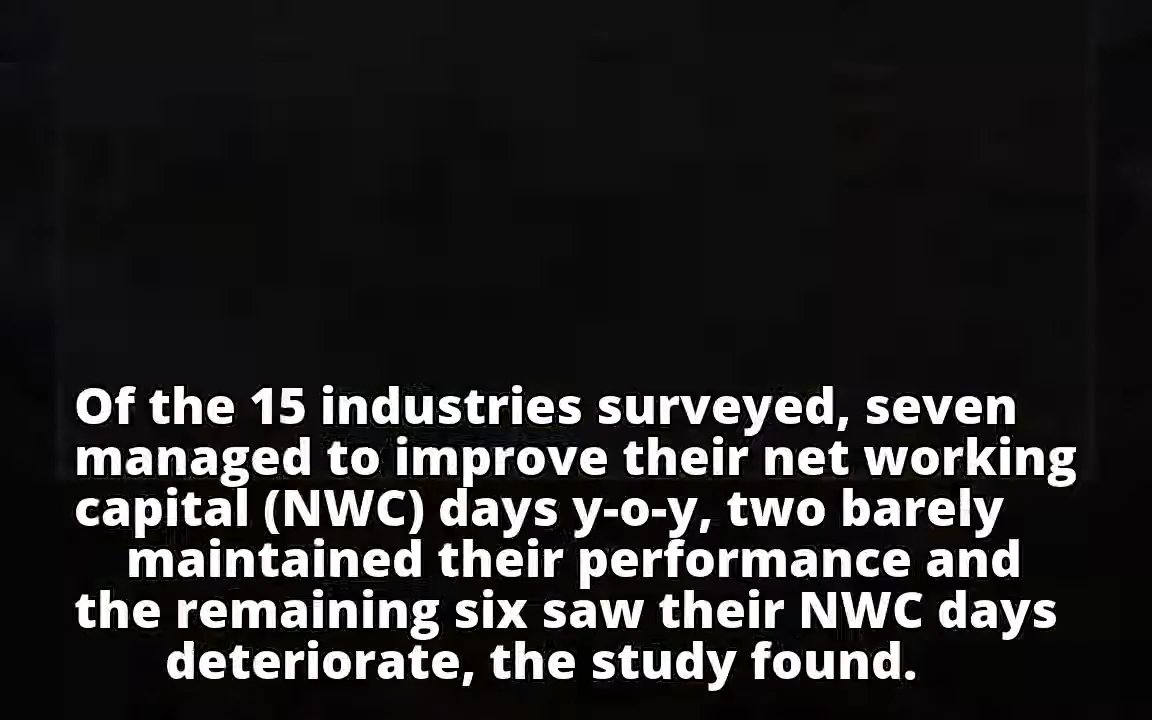 Of the 15 industries surveyed, seven
managed to improve their net working
capital (NWC) days y-o-y, two barely
maintained their performance and
the remaining six saw their NWC days
deteriorate, the study found.